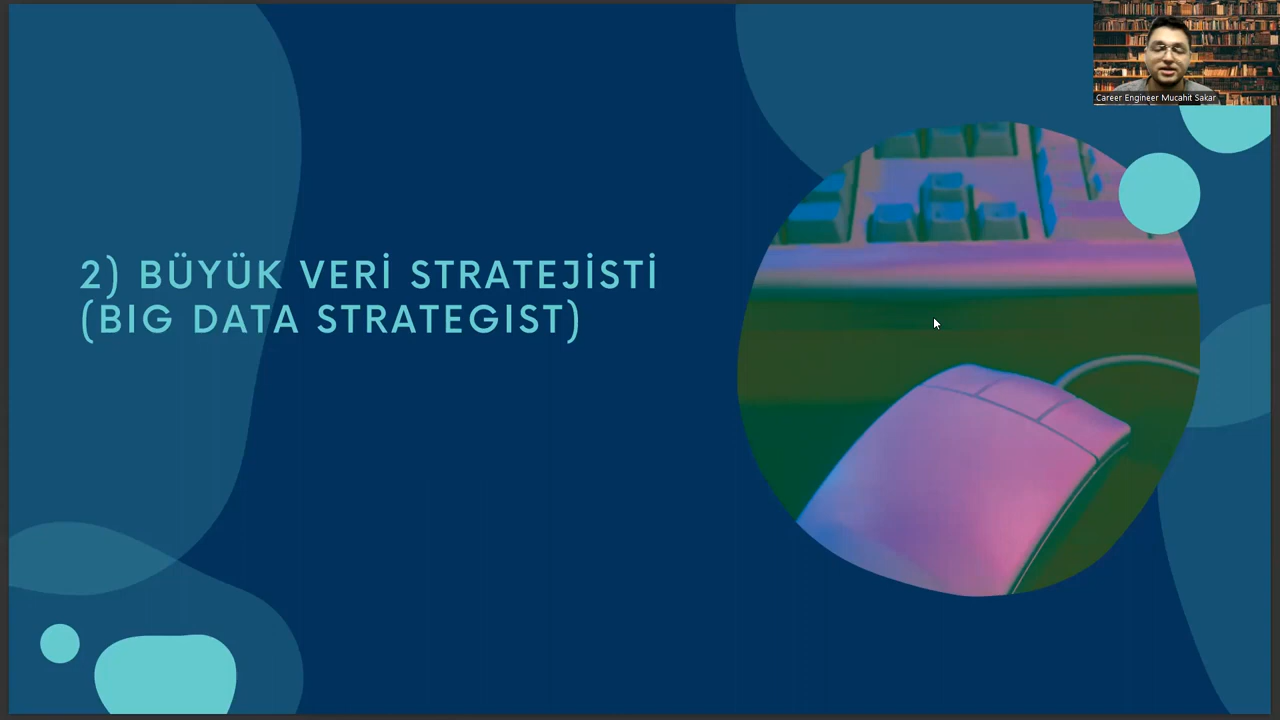 Career Engineer Mucahit Sakar
2) BÜYÜK VERİ STRATEJİSTİ
(BIG DATA STRATEGIST)